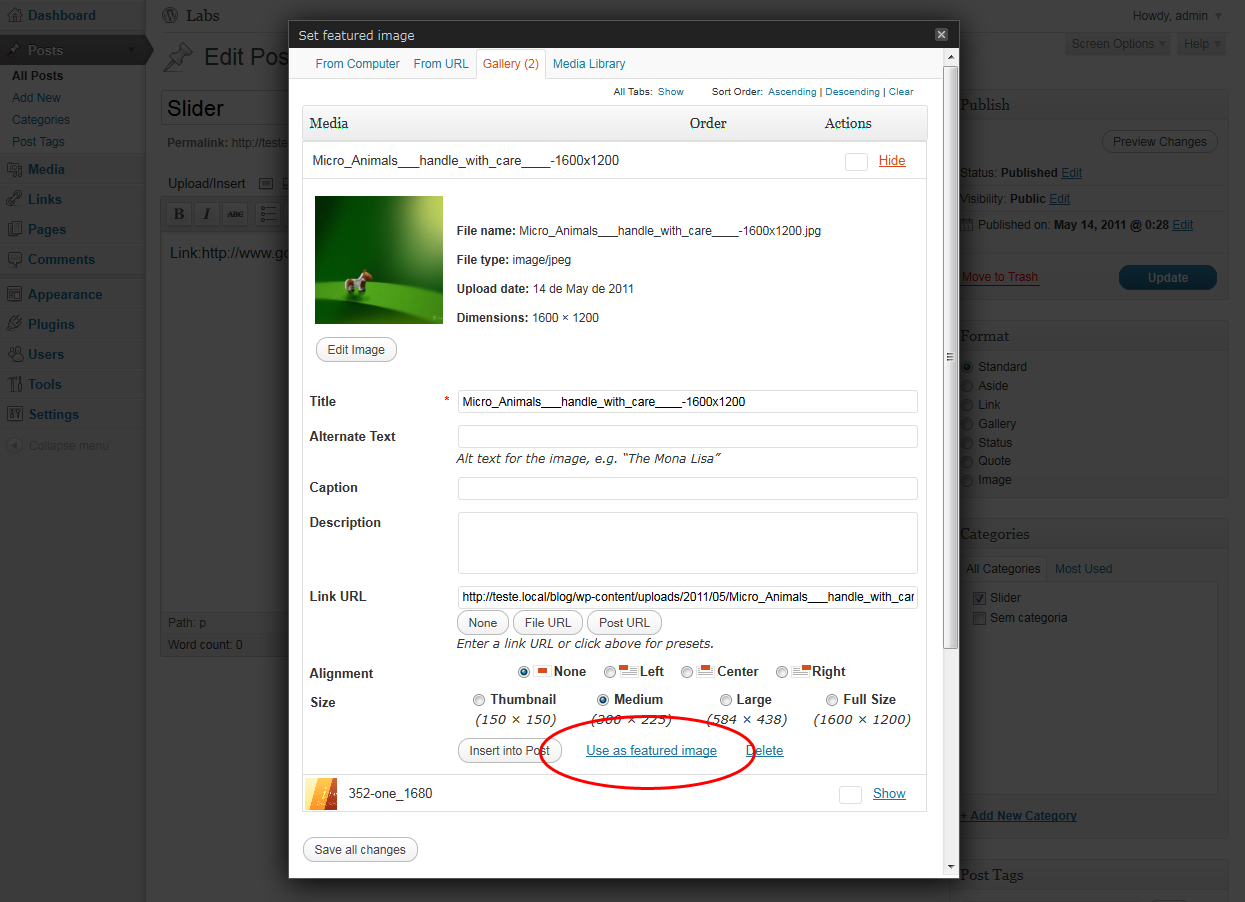 Dashboard
Posts
All Posts
Add New
Categories
Post Tags
Media
Links
Pages
Comments
Appearance
Plugins
Users
Tools
Settings
Collapse menu
Labs
Howdy, admin
Screen Options
Help
Edit Pos
Slider
Permalink: http://teste
Upload/Insert
B I ABC
Link:http://www.go
Path: p
Word count: 0
Set featured image
From Computer From URL Gallery (2) Media Library
All Tabs: Show Sort Order: Ascending | Descending | Clear
Media Order Actions
Micro_Animals___handle_with_care____-1600x1200 Hide
File name: Micro_Animals___handle_with_care____-1600x1200.jpg
File type: image/jpeg
Upload date: 14 de May de 2011
Dimensions: 1600 × 1200
Edit Image
Title * Micro_Animals___handle_with_care____-1600x1200
Alternate Text
Alt text for the image, e.g. “The Mona Lisa”
Caption
Description
Link URL http://teste.local/blog/wp-content/uploads/2011/05/Micro_Animals___handle_with_car
None File URL Post URL
Enter a link URL or click above for presets.
Alignment None Left Center Right
Size Thumbnail Medium Large Full Size
(150 × 150) (300 × 225) (584 × 438) (1600 × 1200)
Insert into Post Use as featured image Delete
352-one_1680 Show
Save all changes
Publish
Preview Changes
Status: Published Edit
Visibility: Public Edit
Published on: May 14, 2011 @ 0:28 Edit
Move to Trash Update
Format
Standard
Aside
Link
Gallery
Status
Quote
Image
Categories
All Categories Most Used
Slider
Sem categoria
+ Add New Category
Post Tags